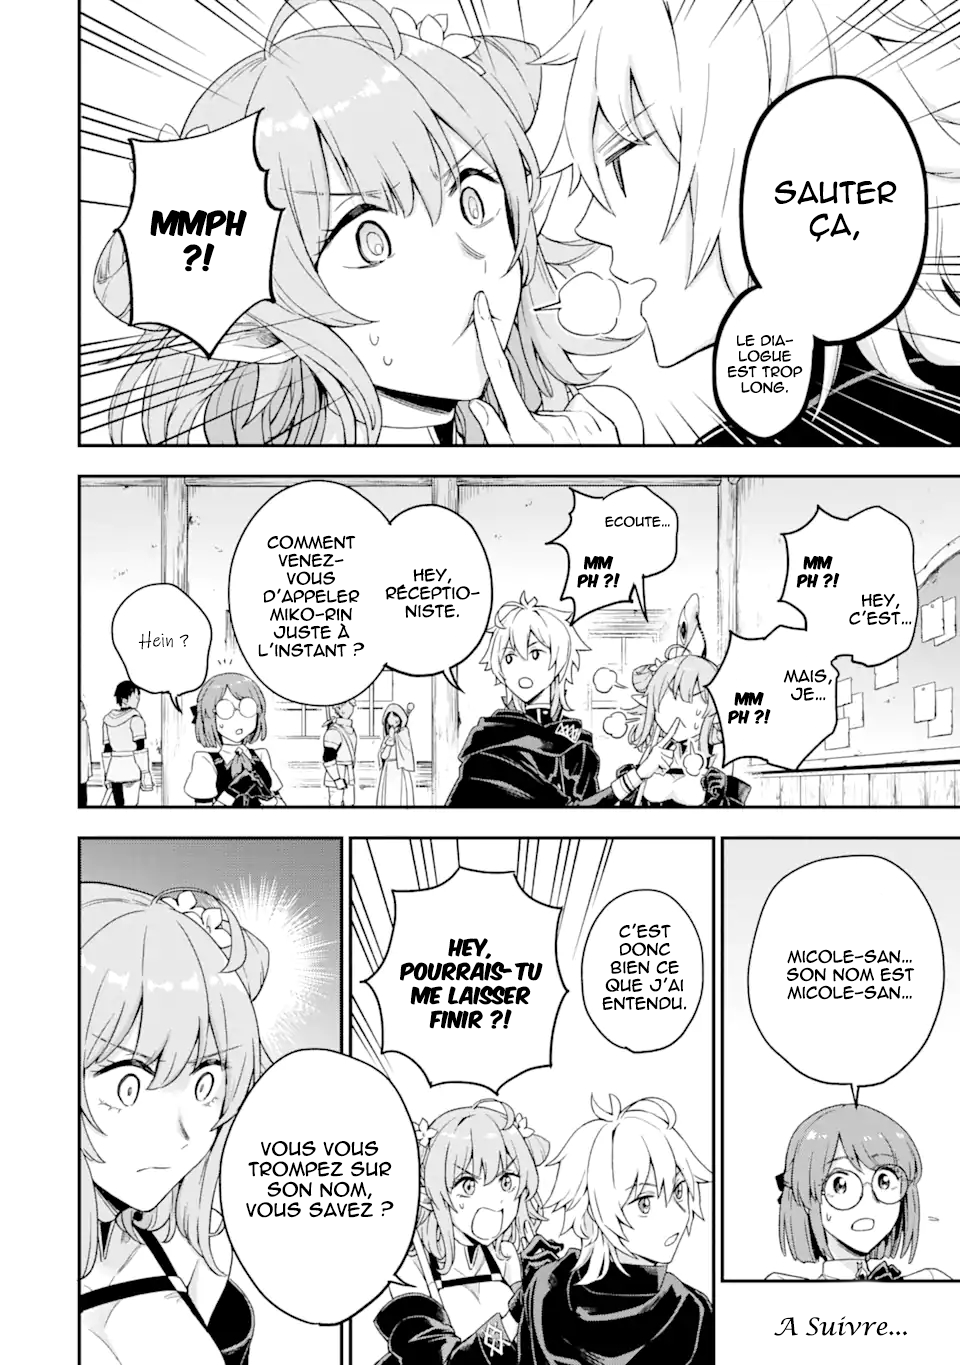 SAUTER
ÇA,
LE DIA-
LOGUE
EST TROP
LONG.
MMPH
?!
MM
PH ?!
HEY,
C'EST...
MAIS,
JE...
MM
PH ?!
ECOUTE...
MM
PH ?!
HEY,
RÉCEPTIO-
NISTE.
COMMENT
VENEZ-
VOUS
D'APPELER
MIKO-RIN
JUSTE À
L'INSTANT ?
Hein ?
MICOLE-SAN...
SON NOM EST
MICOLE-SAN...
C'EST
DONC
BIEN CE
QUE J'AI
ENTENDU.
HEY,
POURRAIS-TU
ME LAISSER
FINIR ?!
VOUS VOUS
TROMPEZ SUR
SON NOM,
VOUS SAVEZ ?
A Suivre...